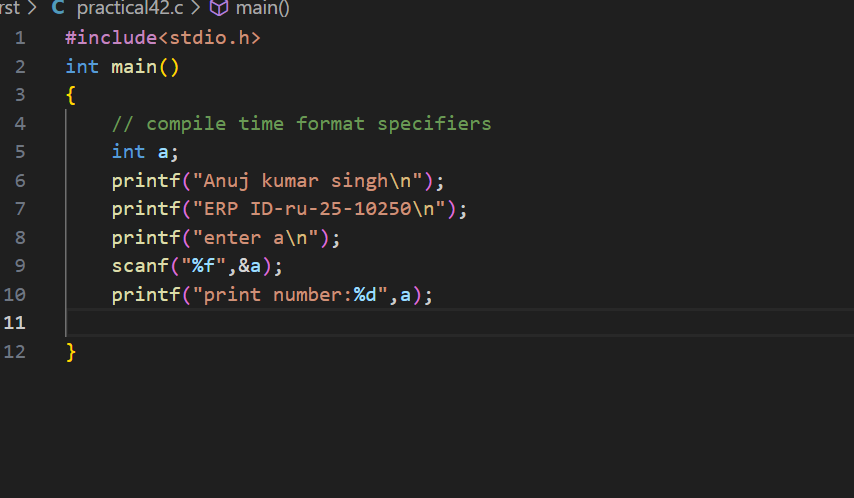 rst > C practical42.c > main()
1 #include<stdio.h>
2 int main()
3 {
4 // compile time format specifiers
5 int a;
6 printf("Anuj kumar singh\n");
7 printf("ERP ID-ru-25-10250\n");
8 printf("enter a\n");
9 scanf("%f",&a);
10 printf("print number:%d",a);
11
12 }